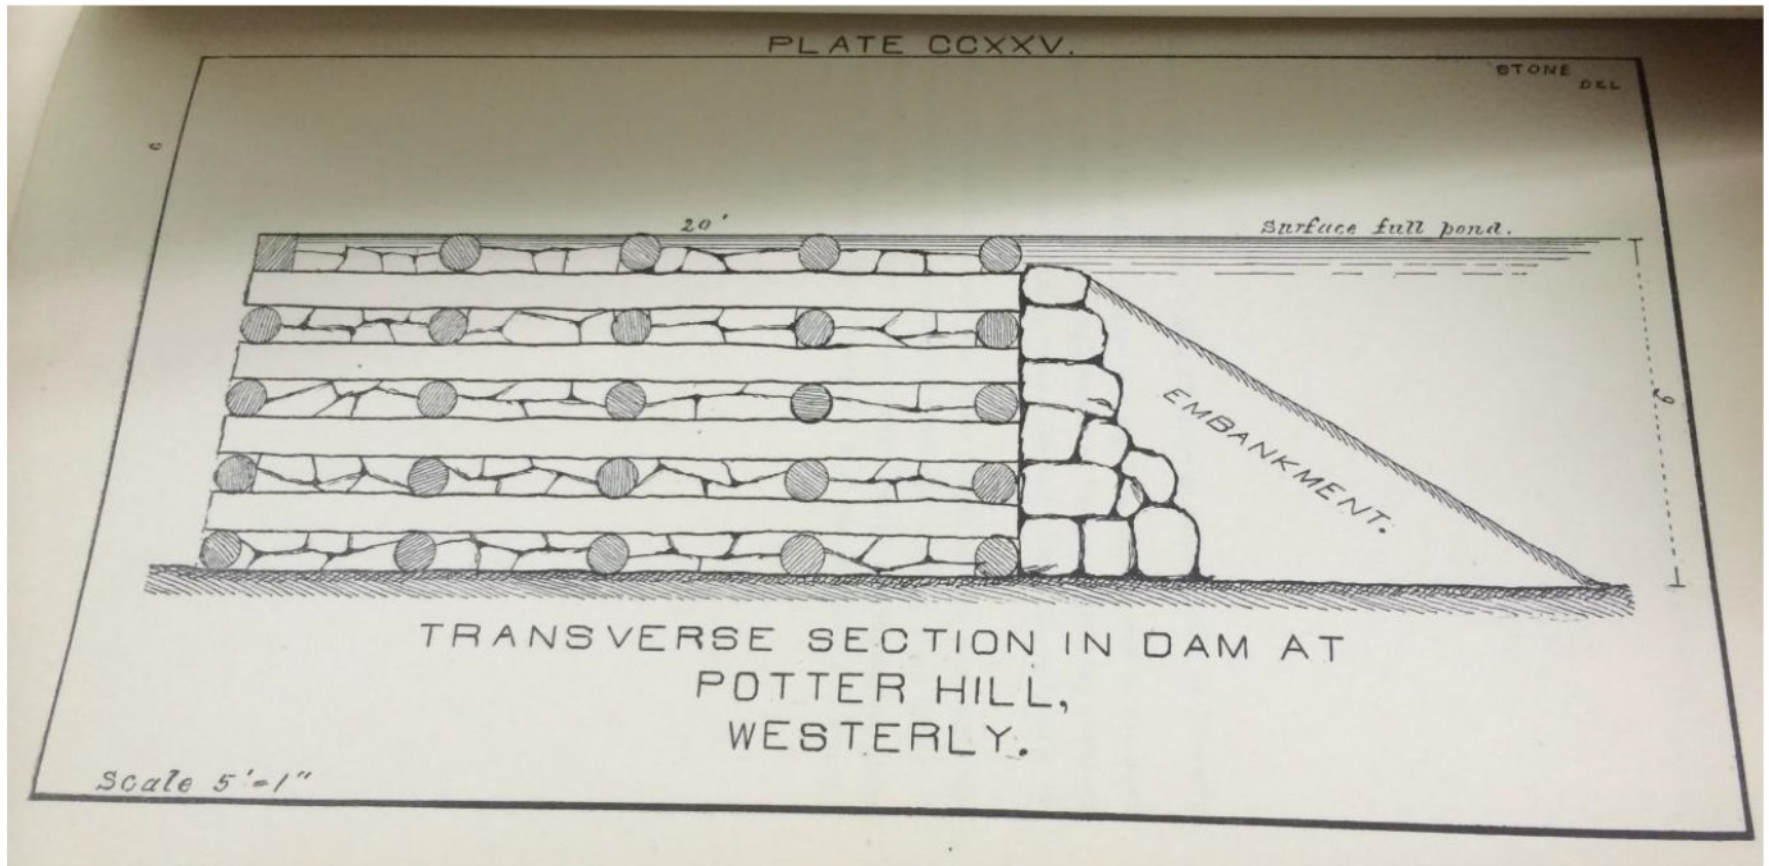 PLATE CCXXV.
STONE
DEL
20'
Surface full pond.
9
EMBANKMENT.
TRANSVERSE SECTION IN DAM AT
POTTER HILL,
WESTERLY.
Scale 5'=1"